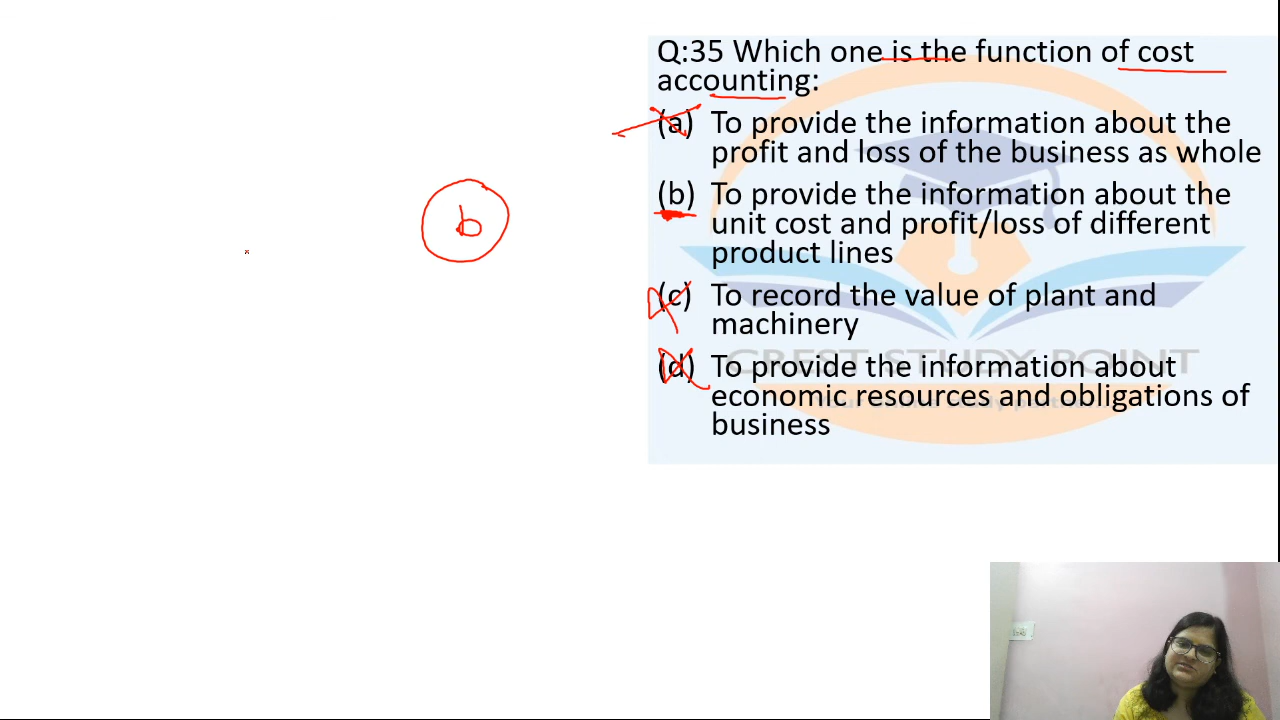 Q:35 Which one is the function of cost
accounting:
(a) To provide the information about the
profit and loss of the business as whole
(b) To provide the information about the
unit cost and profit/loss of different
product lines
(c) To record the value of plant and
machinery
(d) To provide the information about
economic resources and obligations of
business
b
CREST STUDY POINT